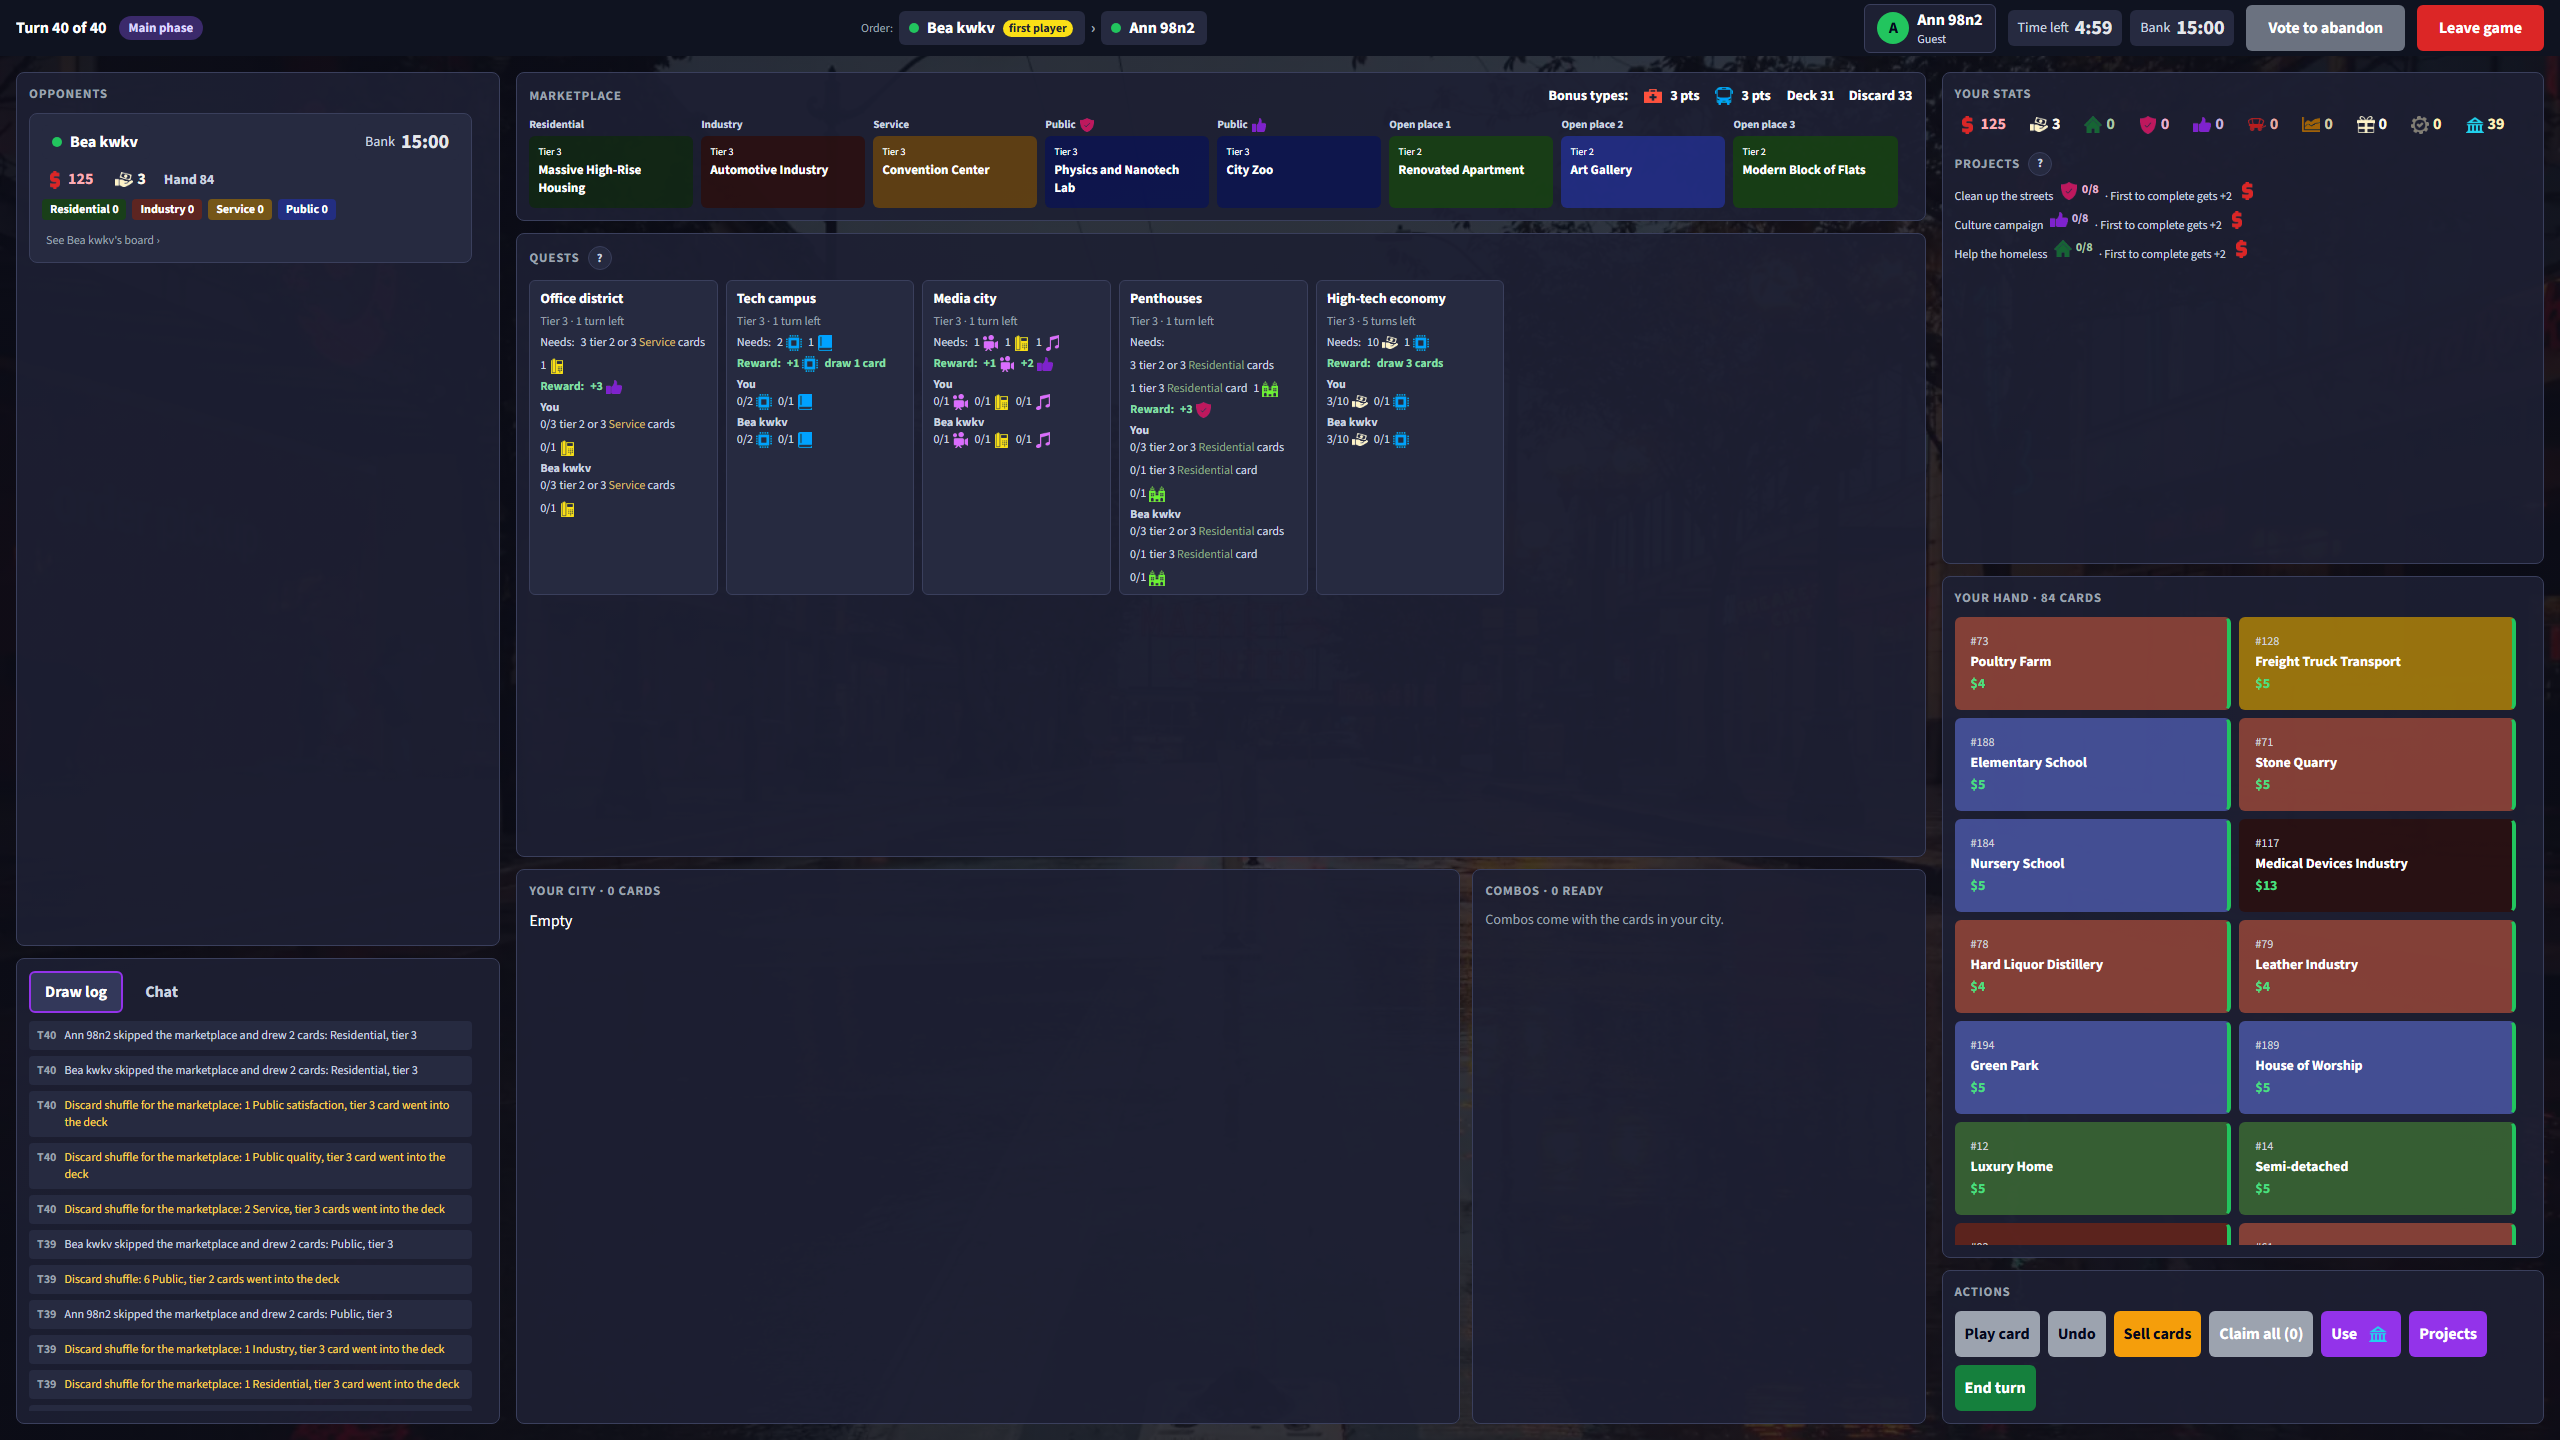 Turn 40 of 40 Main phase
Order: Bea kwkv first player › Ann 98n2
A Ann 98n2
Guest
Time left 4:59
Bank 15:00
Vote to abandon
Leave game
OPPONENTS
Bea kwkv Bank 15:00
125 3 Hand 84
Residential 0 Industry 0 Service 0 Public 0
See Bea kwkv's board ›
Draw log Chat
T40 Ann 98n2 skipped the marketplace and drew 2 cards: Residential, tier 3
T40 Bea kwkv skipped the marketplace and drew 2 cards: Residential, tier 3
T40 Discard shuffle for the marketplace: 1 Public satisfaction, tier 3 card went into
the deck
T40 Discard shuffle for the marketplace: 1 Public quality, tier 3 card went into the
deck
T40 Discard shuffle for the marketplace: 2 Service, tier 3 cards went into the deck
T39 Bea kwkv skipped the marketplace and drew 2 cards: Public, tier 3
T39 Discard shuffle: 6 Public, tier 2 cards went into the deck
T39 Ann 98n2 skipped the marketplace and drew 2 cards: Public, tier 3
T39 Discard shuffle for the marketplace: 1 Industry, tier 3 card went into the deck
T39 Discard shuffle for the marketplace: 1 Residential, tier 3 card went into the deck
MARKETPLACE
Bonus types: 3 pts 3 pts Deck 31 Discard 33
Residential
Tier 3
Massive High-Rise
Housing
Industry
Tier 3
Automotive Industry
Service
Tier 3
Convention Center
Public
Tier 3
Physics and Nanotech
Lab
Public
Tier 3
City Zoo
Open place 1
Tier 2
Renovated Apartment
Open place 2
Tier 2
Art Gallery
Open place 3
Tier 2
Modern Block of Flats
QUESTS ?
Office district
Tier 3 · 1 turn left
Needs: 3 tier 2 or 3 Service cards
1
Reward: +3
You
0/3 tier 2 or 3 Service cards
0/1
Bea kwkv
0/3 tier 2 or 3 Service cards
0/1
Tech campus
Tier 3 · 1 turn left
Needs: 2 1
Reward: +1 draw 1 card
You
0/2 0/1
Bea kwkv
0/2 0/1
Media city
Tier 3 · 1 turn left
Needs: 1 1 1
Reward: +1 +2
You
0/1 0/1 0/1
Bea kwkv
0/1 0/1 0/1
Penthouses
Tier 3 · 1 turn left
Needs:
3 tier 2 or 3 Residential cards
1 tier 3 Residential card 1
Reward: +3
You
0/3 tier 2 or 3 Residential cards
0/1 tier 3 Residential card
0/1
Bea kwkv
0/3 tier 2 or 3 Residential cards
0/1 tier 3 Residential card
0/1
High-tech economy
Tier 3 · 5 turns left
Needs: 10 1
Reward: draw 3 cards
You
3/10 0/1
Bea kwkv
3/10 0/1
YOUR CITY · 0 CARDS
Empty
COMBOS · 0 READY
Combos come with the cards in your city.
YOUR STATS
125 3 0 0 0 0 0 0 0 39
PROJECTS ?
Clean up the streets 0/8 · First to complete gets +2
Culture campaign 0/8 · First to complete gets +2
Help the homeless 0/8 · First to complete gets +2
YOUR HAND · 84 CARDS
#73
Poultry Farm
$4
#128
Freight Truck Transport
$5
#188
Elementary School
$5
#71
Stone Quarry
$5
#184
Nursery School
$5
#117
Medical Devices Industry
$13
#78
Hard Liquor Distillery
$4
#79
Leather Industry
$4
#194
Green Park
$5
#189
House of Worship
$5
#12
Luxury Home
$5
#14
Semi-detached
$5
ACTIONS
Play card Undo Sell cards Claim all (0) Use Projects
End turn